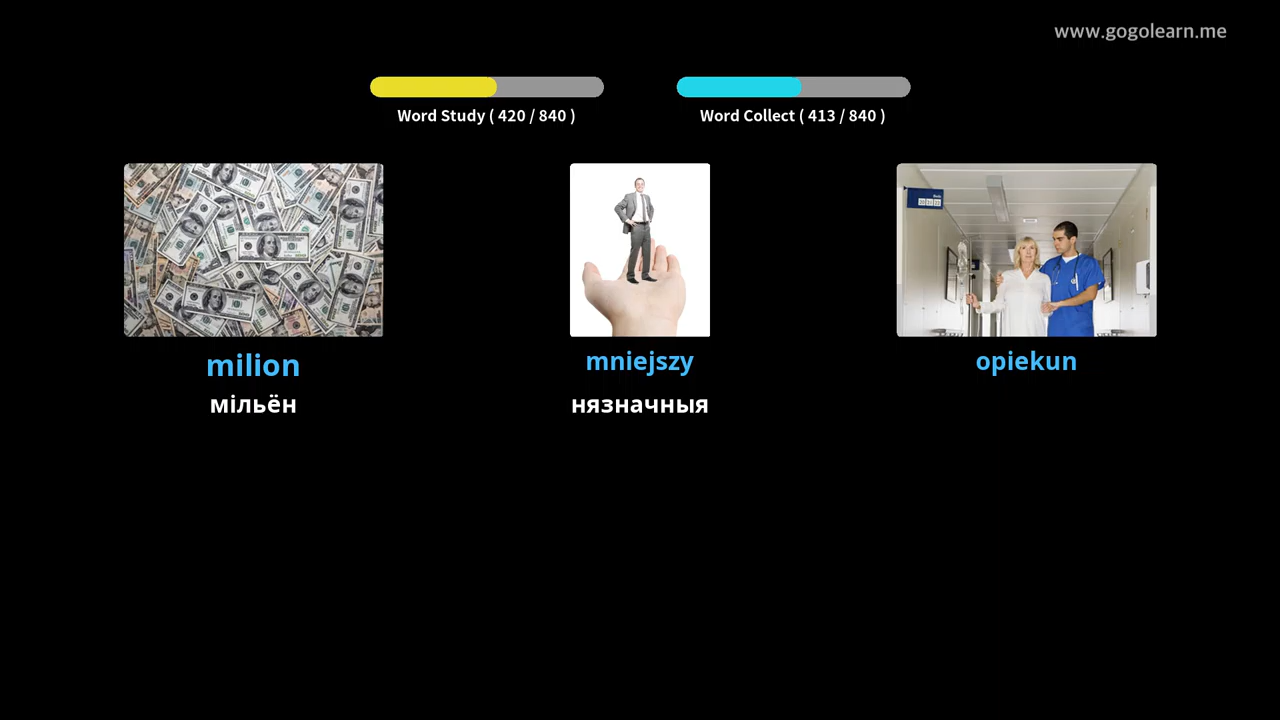 www.gogolearn.me
Word Study ( 420 / 840 )
Word Collect ( 413 / 840 )
milion
mniejszy
opiekun
мільён
нязначныя